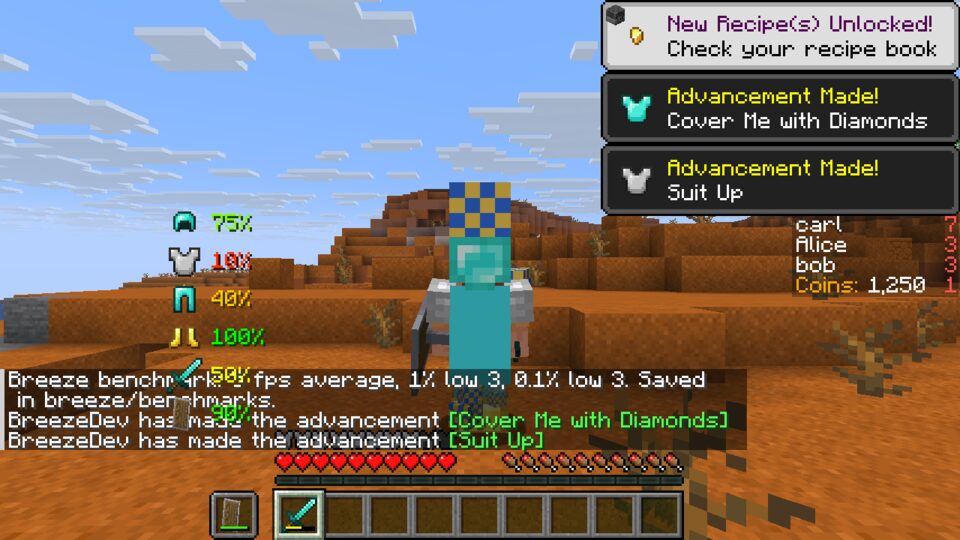 New Recipe(s) Unlocked!
Check your recipe book
Advancement Made!
Cover Me with Diamonds
Advancement Made!
Suit Up
carl 7
Alice 3
bob 3
Coins: 1,250 1
75%
10%
40%
100%
50%
90%
Breeze benchmark: fps average, 1% low 3, 0.1% low 3. Saved
in breeze/benchmarks.
BreezeDev has made the advancement [Cover Me with Diamonds]
BreezeDev has made the advancement [Suit Up]